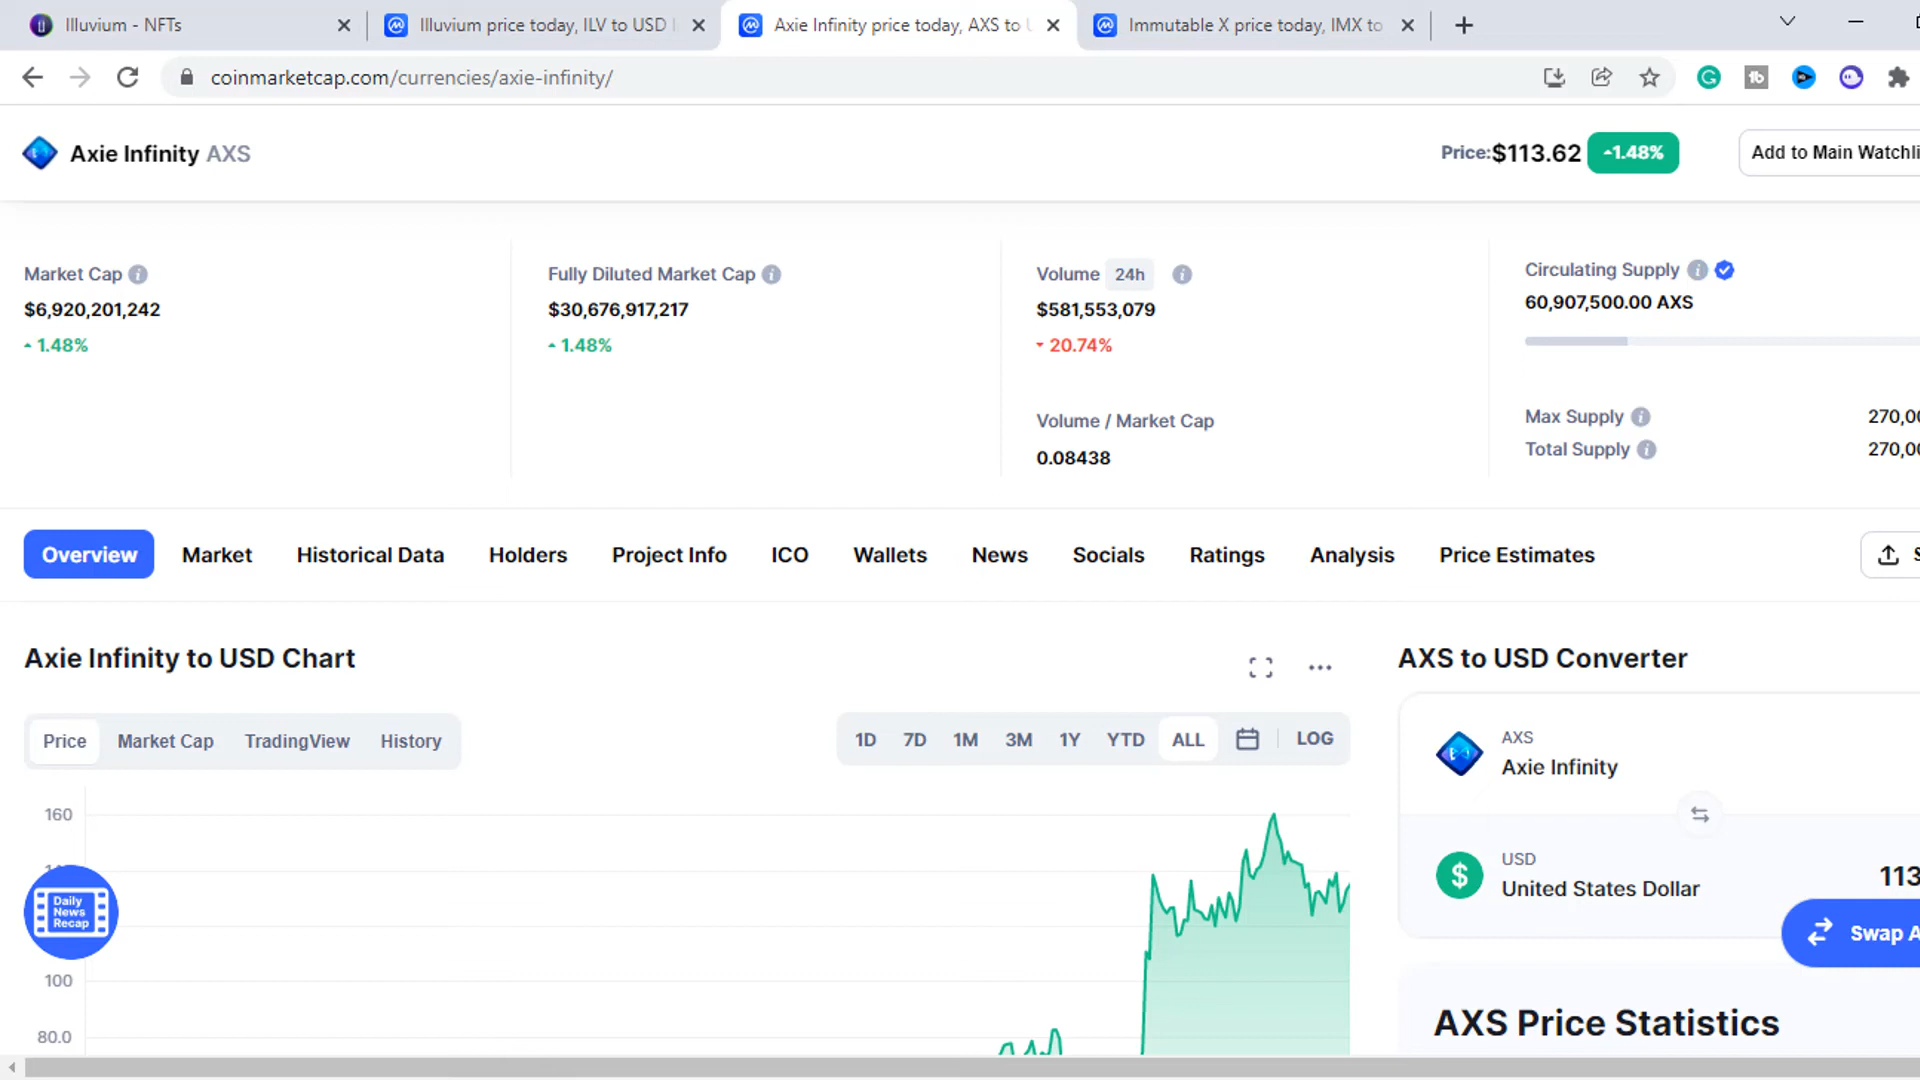 Illuvium - NFTs
Illuvium price today, ILV to USD
Axie Infinity price today, AXS to
Immutable X price today, IMX to
coinmarketcap.com/currencies/axie-infinity/
Axie Infinity AXS
Price:$113.62
1.48%
Add to Main Watchli
Market Cap
$6,920,201,242
1.48%
Fully Diluted Market Cap
$30,676,917,217
1.48%
Volume 24h
$581,553,079
20.74%
Volume / Market Cap
0.08438
Circulating Supply
60,907,500.00 AXS
Max Supply 270,00
Total Supply 270,00
Overview Market Historical Data Holders Project Info ICO Wallets News Socials Ratings Analysis Price Estimates S
Axie Infinity to USD Chart
Price Market Cap TradingView History
1D 7D 1M 3M 1Y YTD ALL LOG
160
100
80.0
Daily
News
Recap
AXS to USD Converter
AXS
Axie Infinity
USD
United States Dollar
113
Swap A
AXS Price Statistics